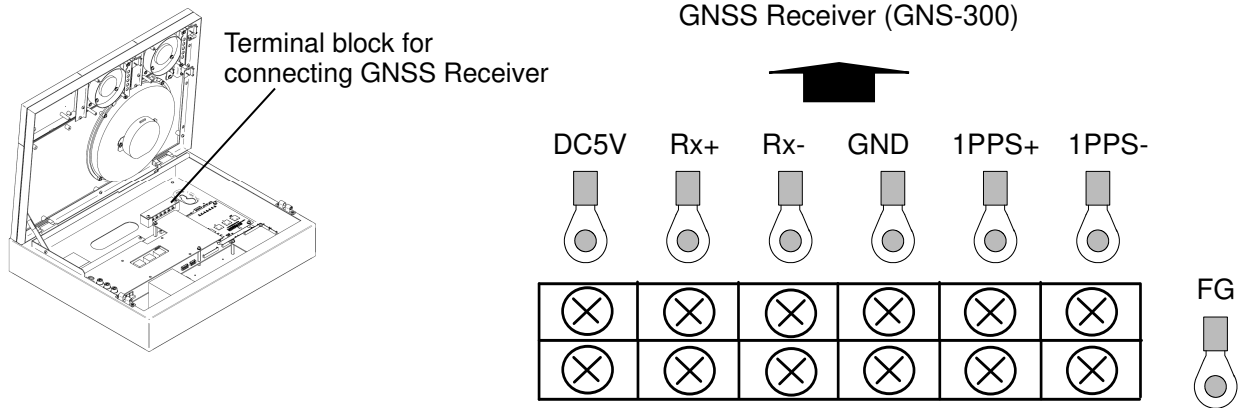 Terminal block for
connecting GNSS Receiver
GNSS Receiver (GNS-300)
DC5V Rx+ Rx- GND 1PPS+ 1PPS-
FG